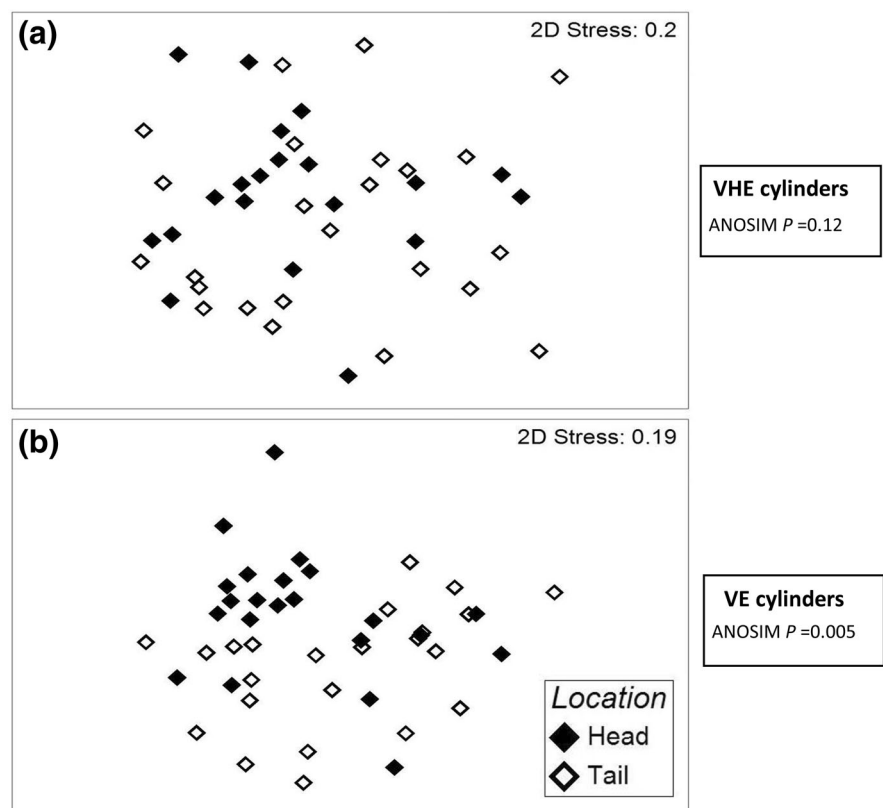 (a)
2D Stress: 0.2
VHE cylinders
ANOSIM P =0.12
(b)
2D Stress: 0.19
VE cylinders
ANOSIM P =0.005
Location
Head
Tail